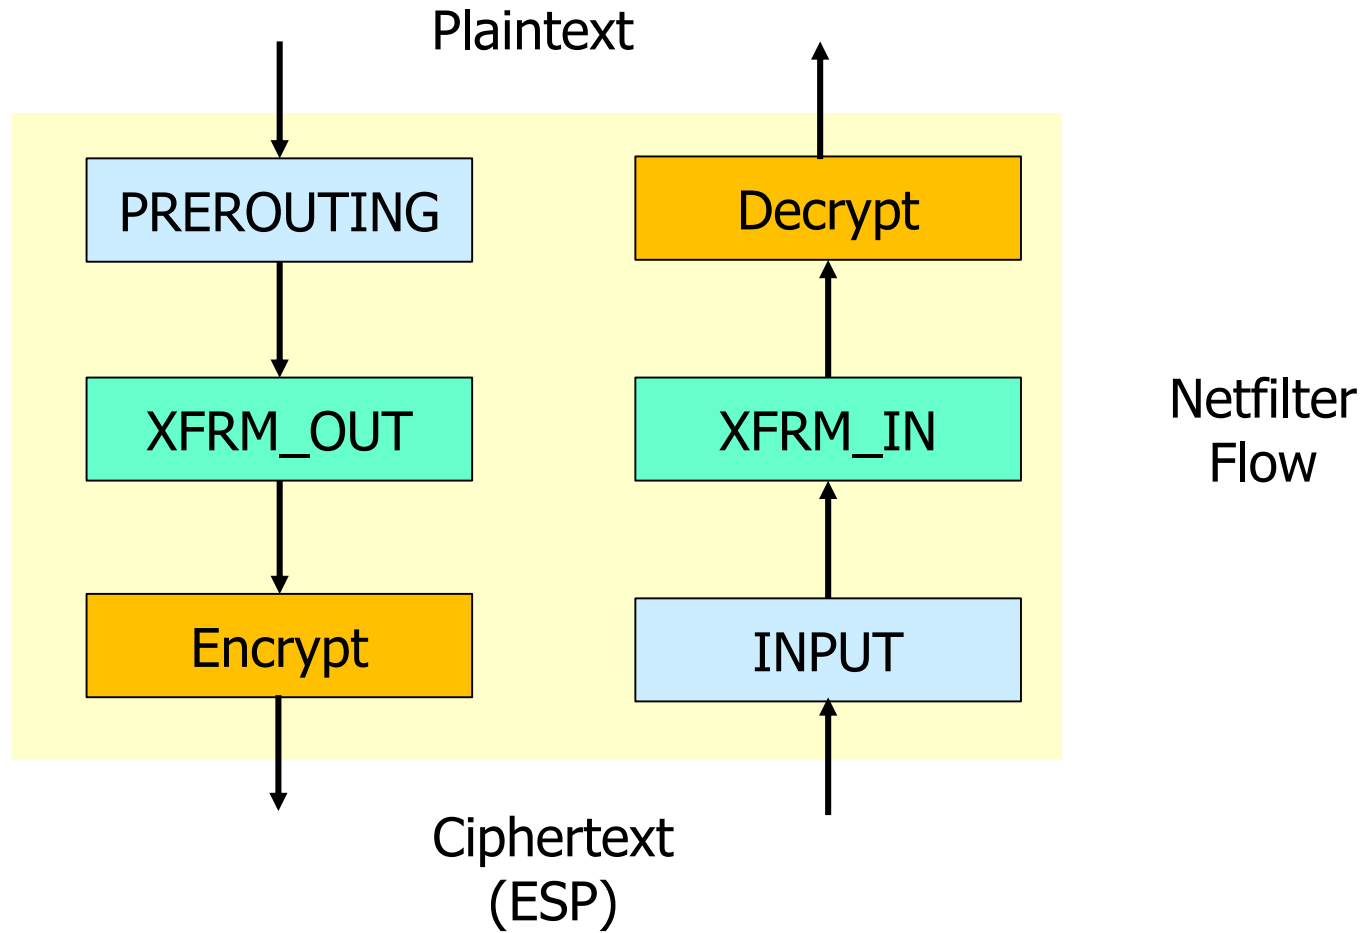 Plaintext
PREROUTING
Decrypt
XFRM_OUT
XFRM_IN
Netfilter
Flow
Encrypt
INPUT
Ciphertext
(ESP)